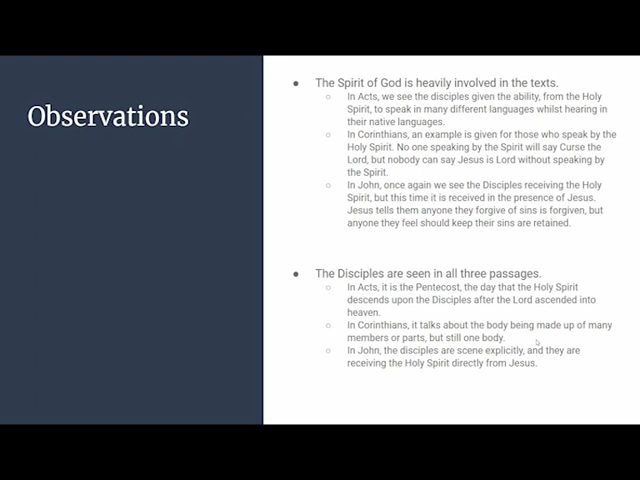 Observations
● The Spirit of God is heavily involved in the texts.
○ In Acts, we see the disciples given the ability, from the Holy
Spirit, to speak in many different languages whilst hearing in
their native languages.
○ In Corinthians, an example is given for those who speak by the
Holy Spirit. No one speaking by the Spirit will say Curse the
Lord, but nobody can say Jesus is Lord without speaking by
the Spirit.
○ In John, once again we see the Disciples receiving the Holy
Spirit, but this time it is received in the presence of Jesus.
Jesus tells them anyone they forgive of sins is forgiven, but
anyone they feel should keep their sins are retained.
● The Disciples are seen in all three passages.
○ In Acts, it is the Pentecost, the day that the Holy Spirit
descends upon the Disciples after the Lord ascended into
heaven.
○ In Corinthians, it talks about the body being made up of many
members or parts, but still one body.
○ In John, the disciples are scene explicitly, and they are
receiving the Holy Spirit directly from Jesus.